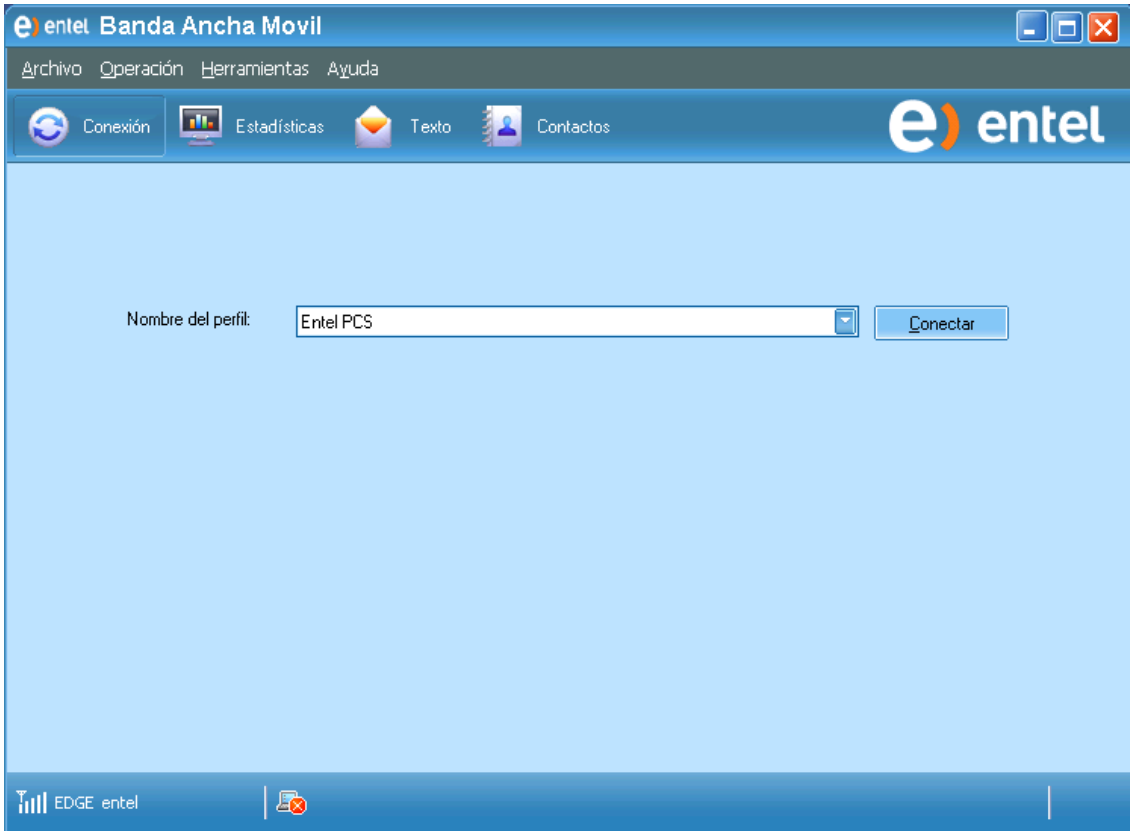 e) entel Banda Ancha Movil
Archivo Operación Herramientas Ayuda
Conexión Estadísticas Texto Contactos e) entel
Nombre del perfil: Entel PCS Conectar
EDGE entel